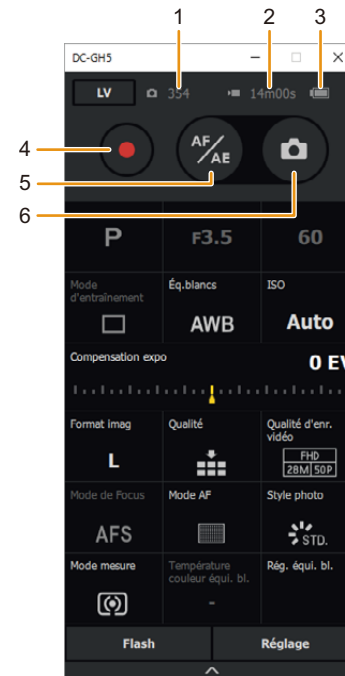 1
2
3
DC-GH5
LV 354 14m00s
4
AF/AE
5
6
P F3.5 60
Mode d'entraînement
Éq.blancs
AWB
ISO
Auto
Compensation expo
0 EV
Format imag
L
Qualité
Qualité d'enr. vidéo
FHD
28M 50P
Mode de Focus
AFS
Mode AF
Style photo
STD.
Mode mesure
Température couleur équi. bl.
-
Rég. équi. bl.
Flash
Réglage